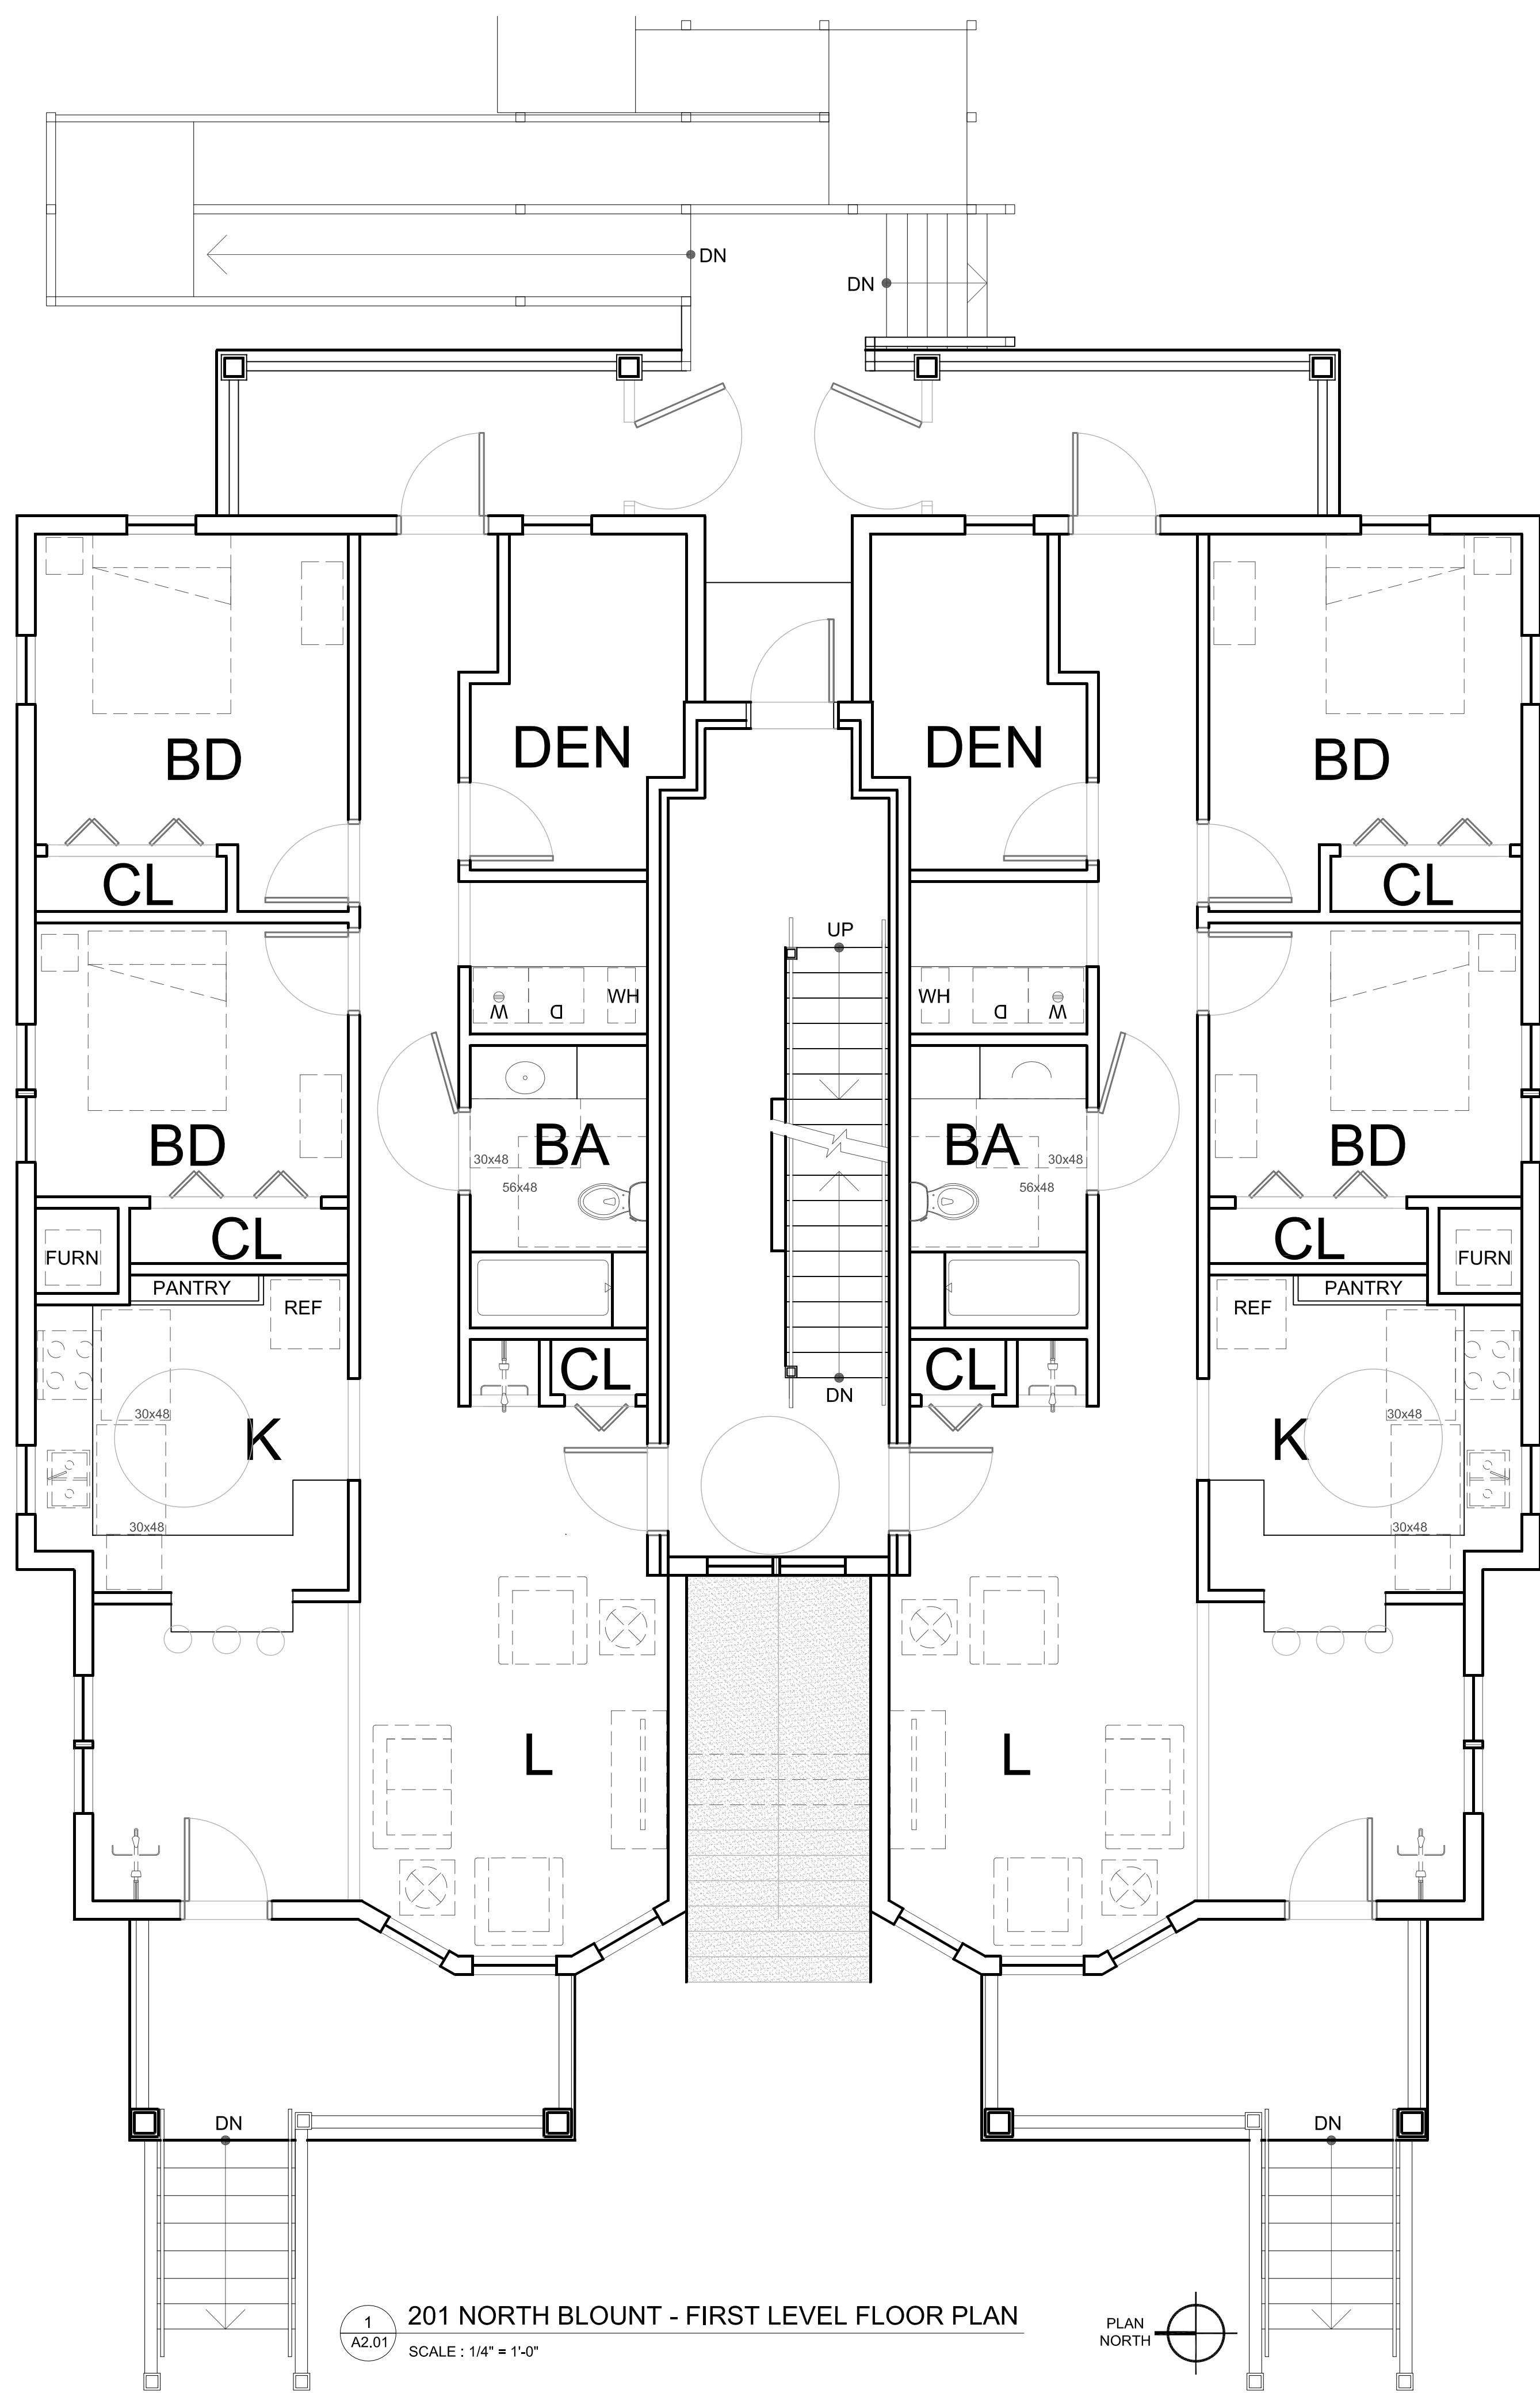 DN
DN
DEN
DEN
BD
BD
CL
CL
UP
W
D
WH
WH
D
W
BA
BA
BD
BD
30x48
30x48
56x48
56x48
CL
CL
FURN
FURN
PANTRY
PANTRY
REF
REF
CL
CL
DN
30x48
30x48
K
K
30x48
30x48
L
L
DN
DN
1
A2.01
201 NORTH BLOUNT - FIRST LEVEL FLOOR PLAN
SCALE : 1/4" = 1'-0"
PLAN
NORTH